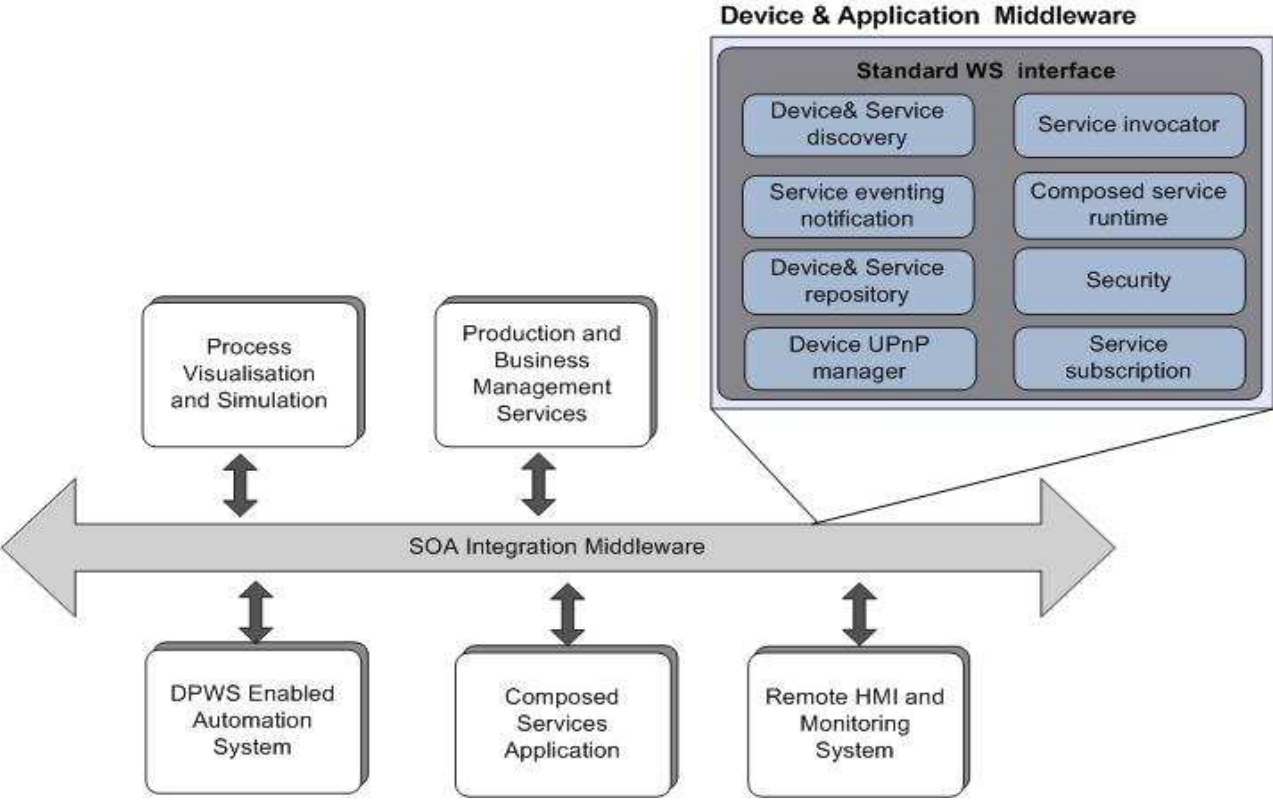 Device & Application Middleware
Standard WS interface
Device& Service
discovery
Service invocator
Service eventing
notification
Composed service
runtime
Device& Service
repository
Security
Device UPnP
manager
Service
subscription
Process
Visualisation
and Simulation
Production and
Business
Management
Services
SOA Integration Middleware
DPWS Enabled
Automation
System
Composed
Services
Application
Remote HMI and
Monitoring
System